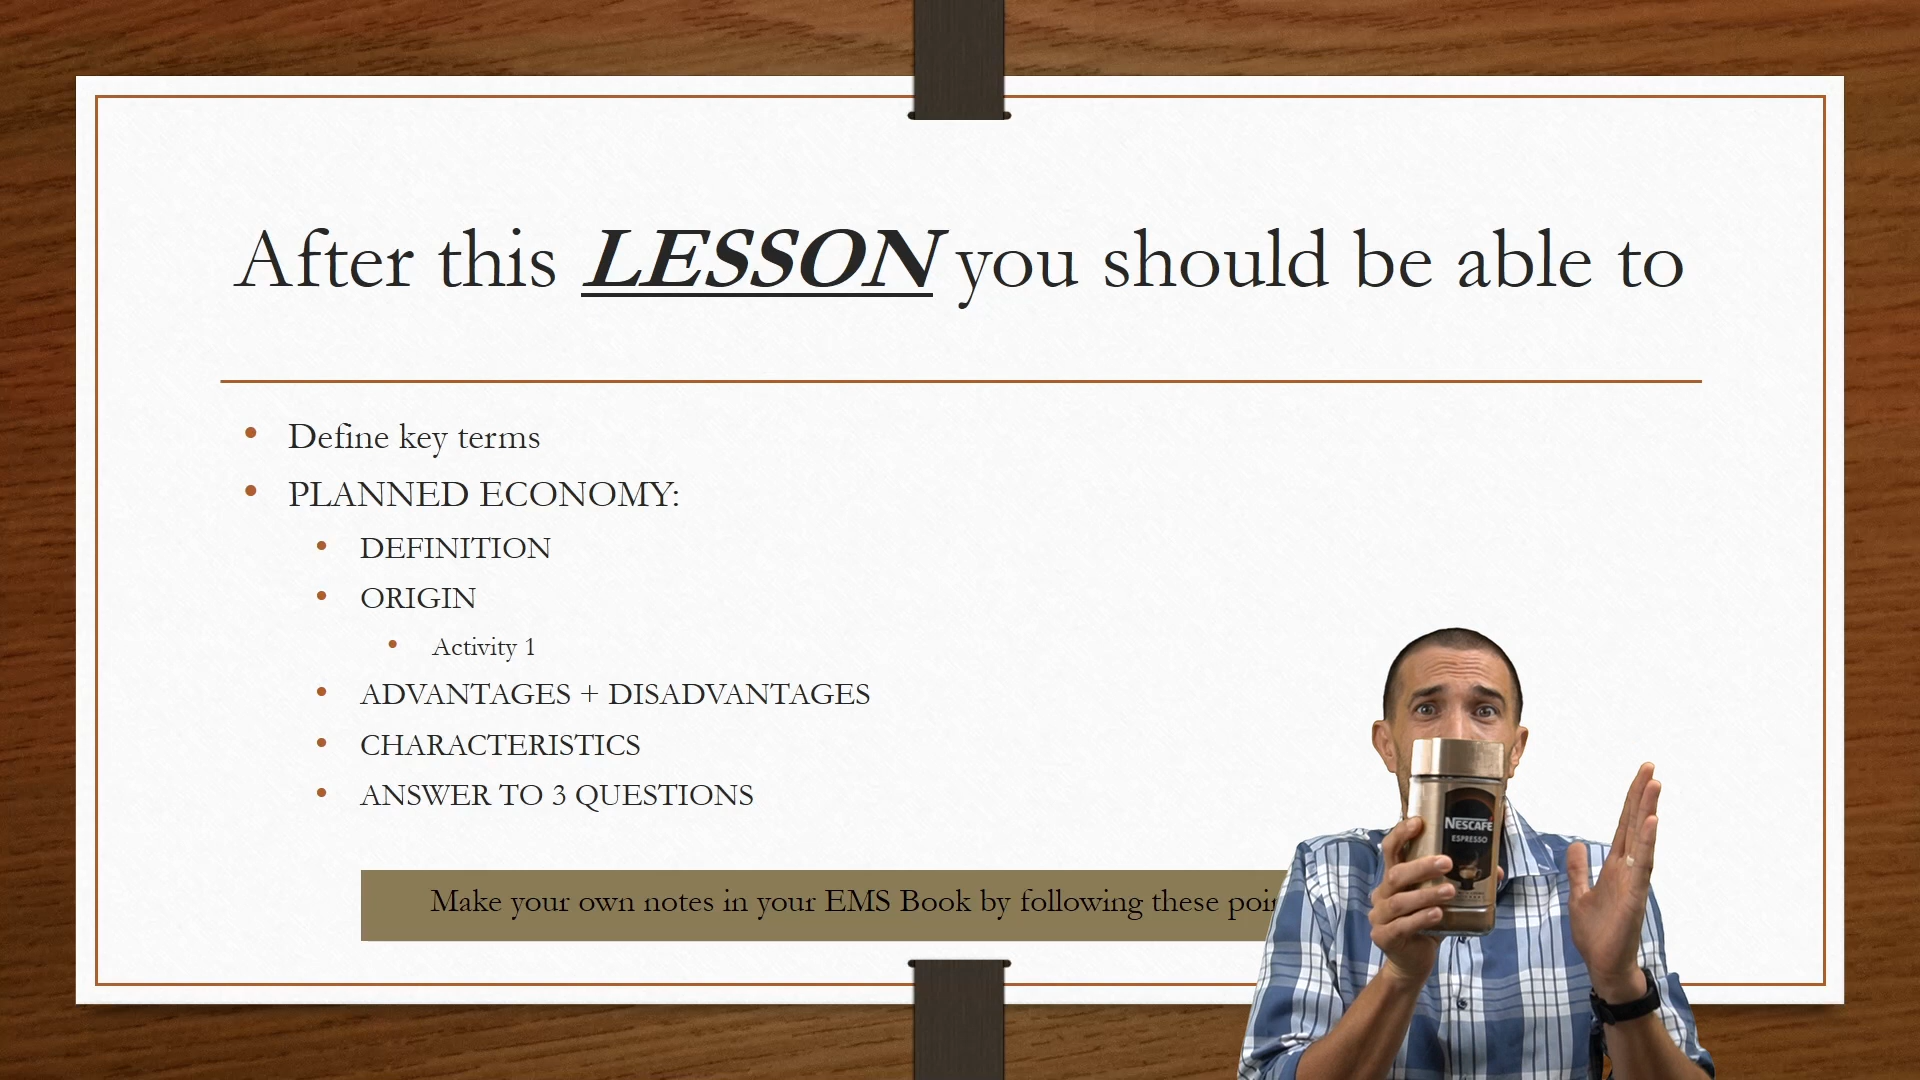 After this LESSON you should be able to
Define key terms
PLANNED ECONOMY:
DEFINITION
ORIGIN
Activity 1
ADVANTAGES + DISADVANTAGES
CHARACTERISTICS
ANSWER TO 3 QUESTIONS
Make your own notes in your EMS Book by following these
NESCAFÉ
ESPRESSO